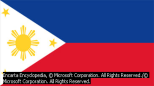 Encarta Encyclopedia, © Microsoft Corporation. All Rights Reserved./©
Microsoft Corporation. All Rights Reserved.